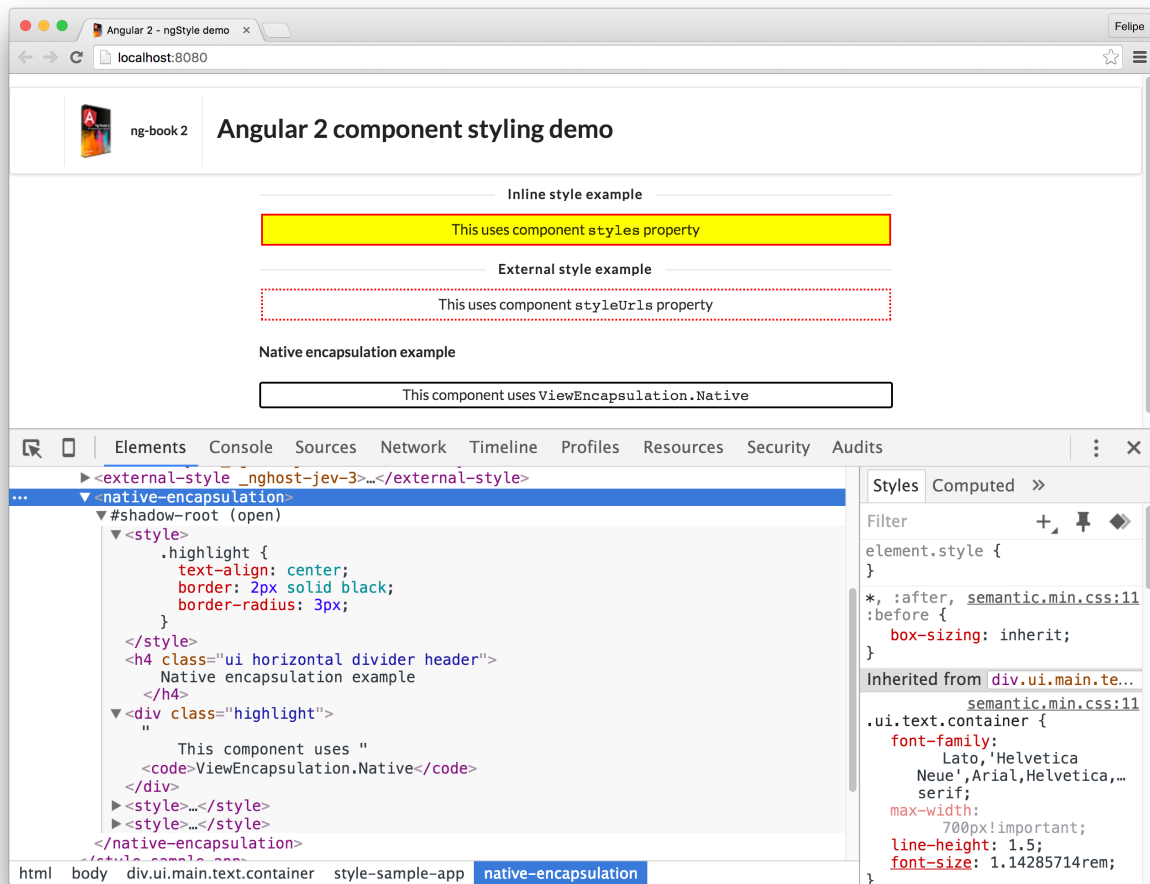 Angular 2 - ngStyle demo
Felipe
localhost:8080
ng-book 2
Angular 2 component styling demo
Inline style example
This uses component styles property
External style example
This uses component styleUrls property
Native encapsulation example
This component uses ViewEncapsulation.Native
Elements Console Sources Network Timeline Profiles Resources Security Audits
<external-style _nghost-jev-3>…</external-style>
<native-encapsulation>
#shadow-root (open)
<style>
.highlight {
text-align: center;
border: 2px solid black;
border-radius: 3px;
}
</style>
<h4 class="ui horizontal divider header">
Native encapsulation example
</h4>
<div class="highlight">
"
This component uses "
<code>ViewEncapsulation.Native</code>
</div>
<style>…</style>
<style>…</style>
</native-encapsulation>
</style-sample-app>
html body div.ui.main.text.container style-sample-app native-encapsulation
Styles Computed »
Filter
element.style {
}
*, :after, semantic.min.css:11
:before {
box-sizing: inherit;
}
Inherited from div.ui.main.te…
semantic.min.css:11
.ui.text.container {
font-family:
Lato,'Helvetica
Neue',Arial,Helvetica,…
serif;
max-width:
700px!important;
line-height: 1.5;
font-size: 1.14285714rem;
}